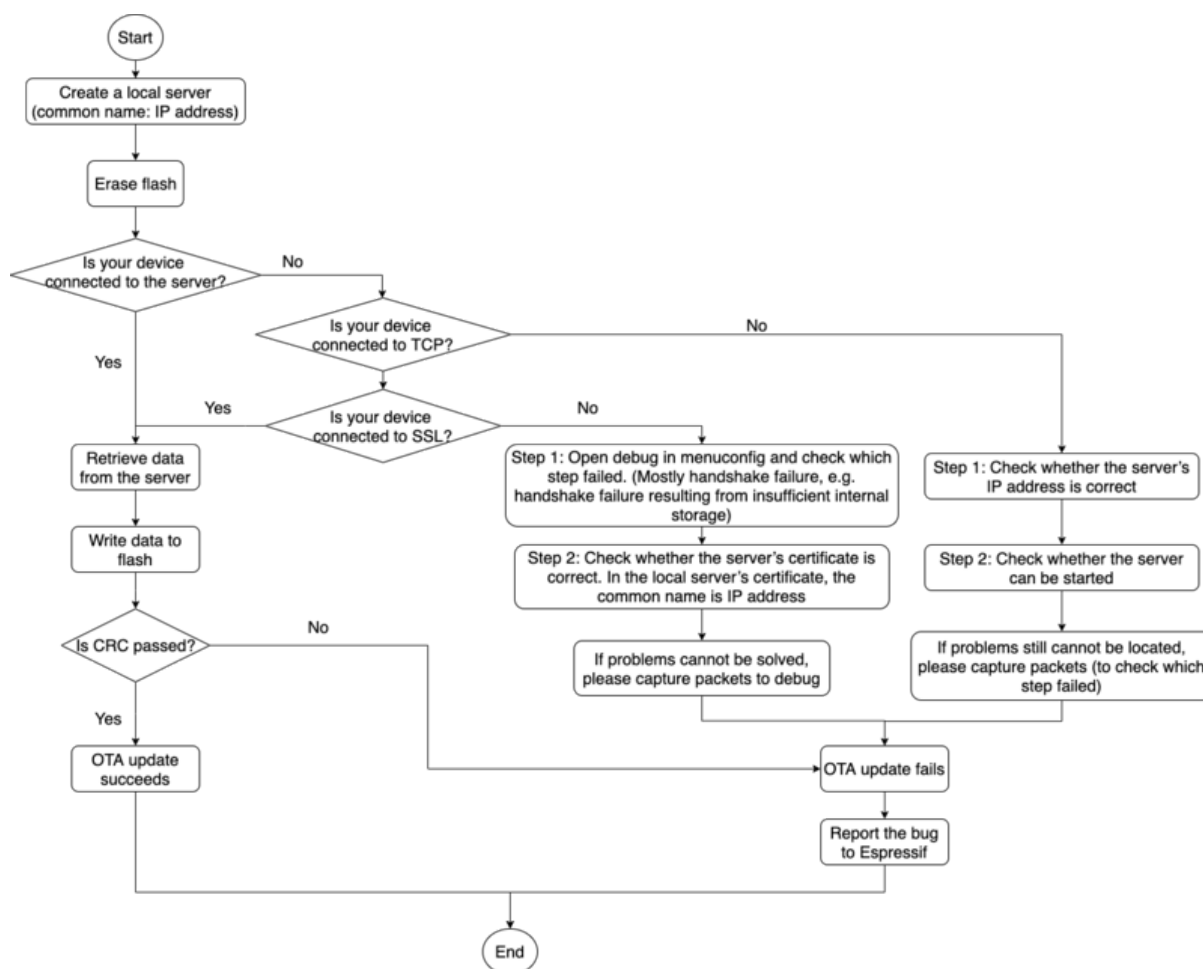 Start
Create a local server
(common name: IP address)
Erase flash
Is your device
connected to the server?
No
Is your device
connected to TCP?
No
Yes
Yes
Is your device
connected to SSL?
No
Retrieve data
from the server
Step 1: Open debug in menuconfig and check which
step failed. (Mostly handshake failure, e.g.
handshake failure resulting from insufficient internal
storage)
Step 1: Check whether the server's
IP address is correct
Write data to
flash
Step 2: Check whether the server's certificate is
correct. In the local server's certificate, the
common name is IP address
Step 2: Check whether the server
can be started
Is CRC passed?
No
If problems cannot be solved,
please capture packets to debug
If problems still cannot be located,
please capture packets (to check which
step failed)
Yes
OTA update
succeeds
OTA update fails
Report the bug
to Espressif
End